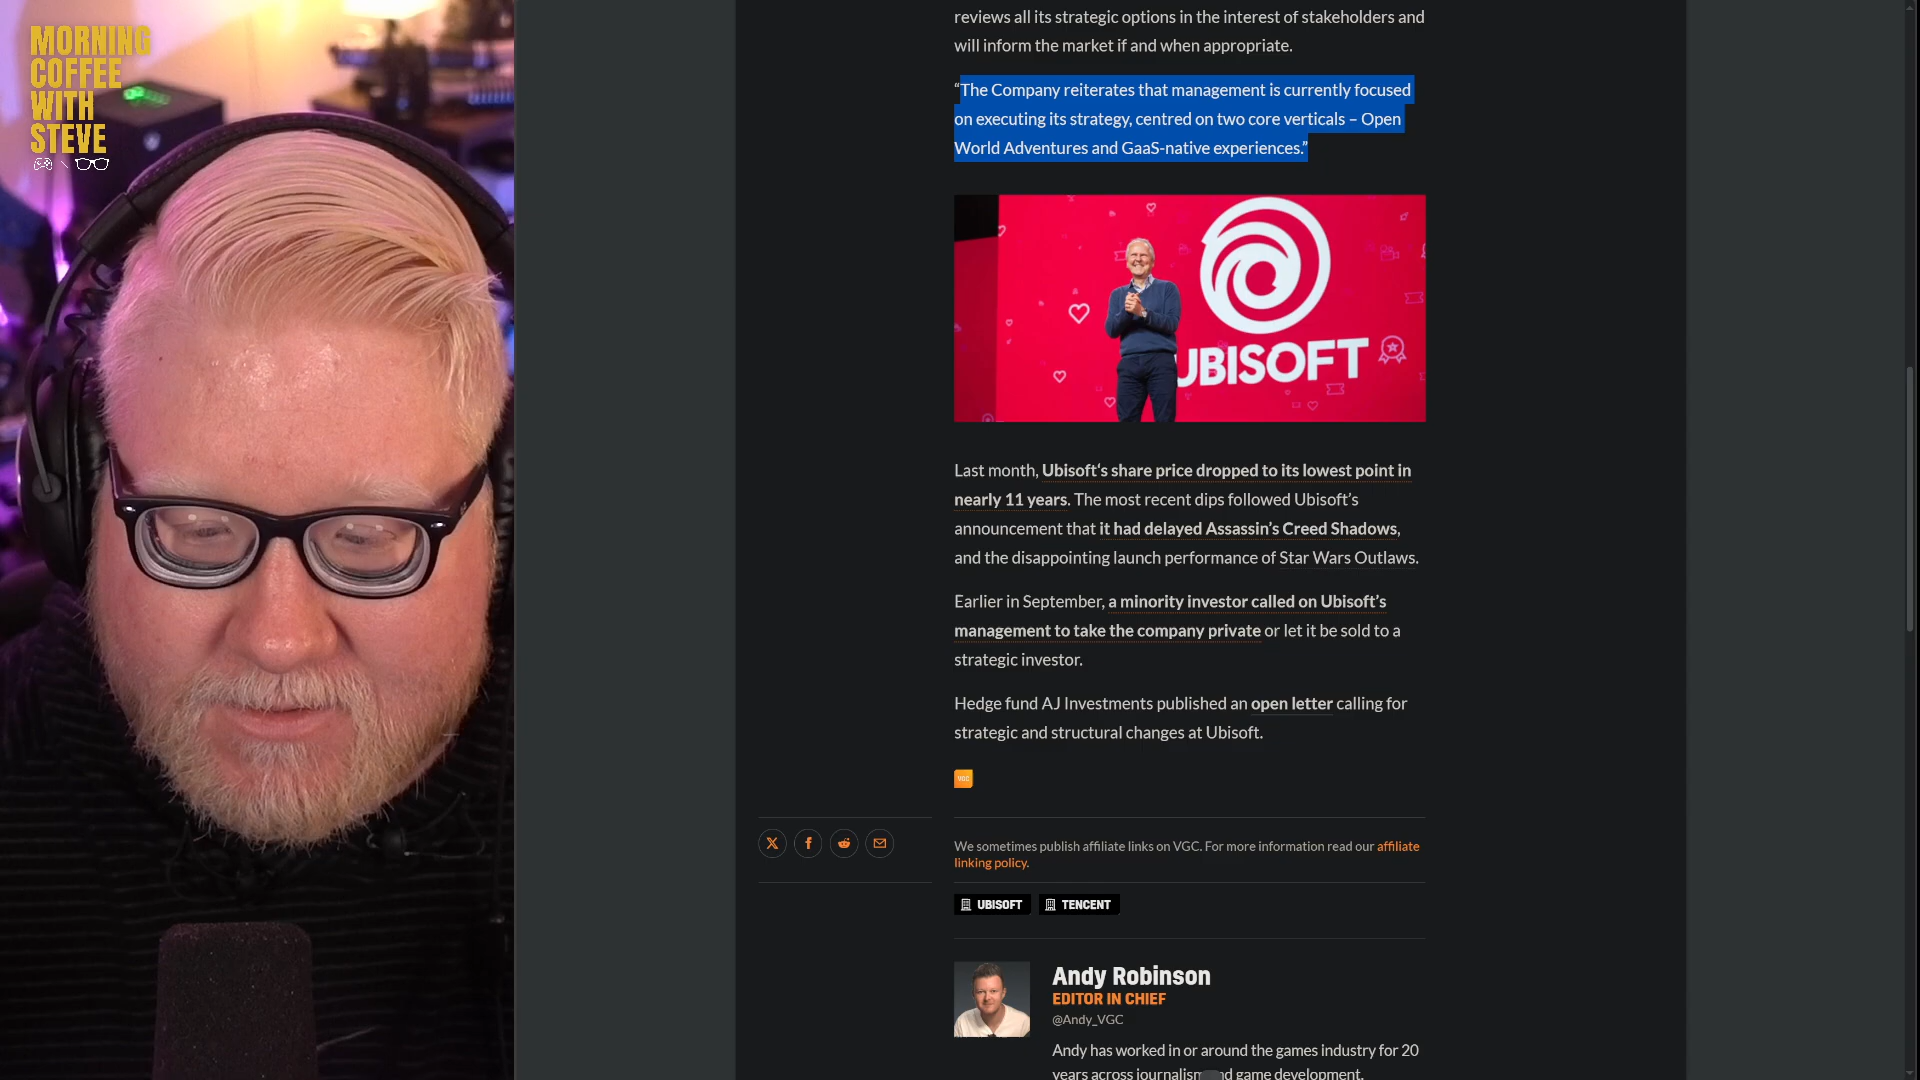 MORNING
COFFEE
WITH
STEVE
reviews all its strategic options in the interest of stakeholders and
will inform the market if and when appropriate.
“The Company reiterates that management is currently focused
on executing its strategy, centred on two core verticals – Open
World Adventures and GaaS-native experiences.”
UBISOFT
Last month, Ubisoft‘s share price dropped to its lowest point in
nearly 11 years. The most recent dips followed Ubisoft’s
announcement that it had delayed Assassin’s Creed Shadows,
and the disappointing launch performance of Star Wars Outlaws.
Earlier in September, a minority investor called on Ubisoft’s
management to take the company private or let it be sold to a
strategic investor.
Hedge fund AJ Investments published an open letter calling for
strategic and structural changes at Ubisoft.
VGC
We sometimes publish affiliate links on VGC. For more information read our affiliate
linking policy.
UBISOFT TENCENT
Andy Robinson
EDITOR IN CHIEF
@Andy_VGC
Andy has worked in or around the games industry for 20
years across journalism and game development.